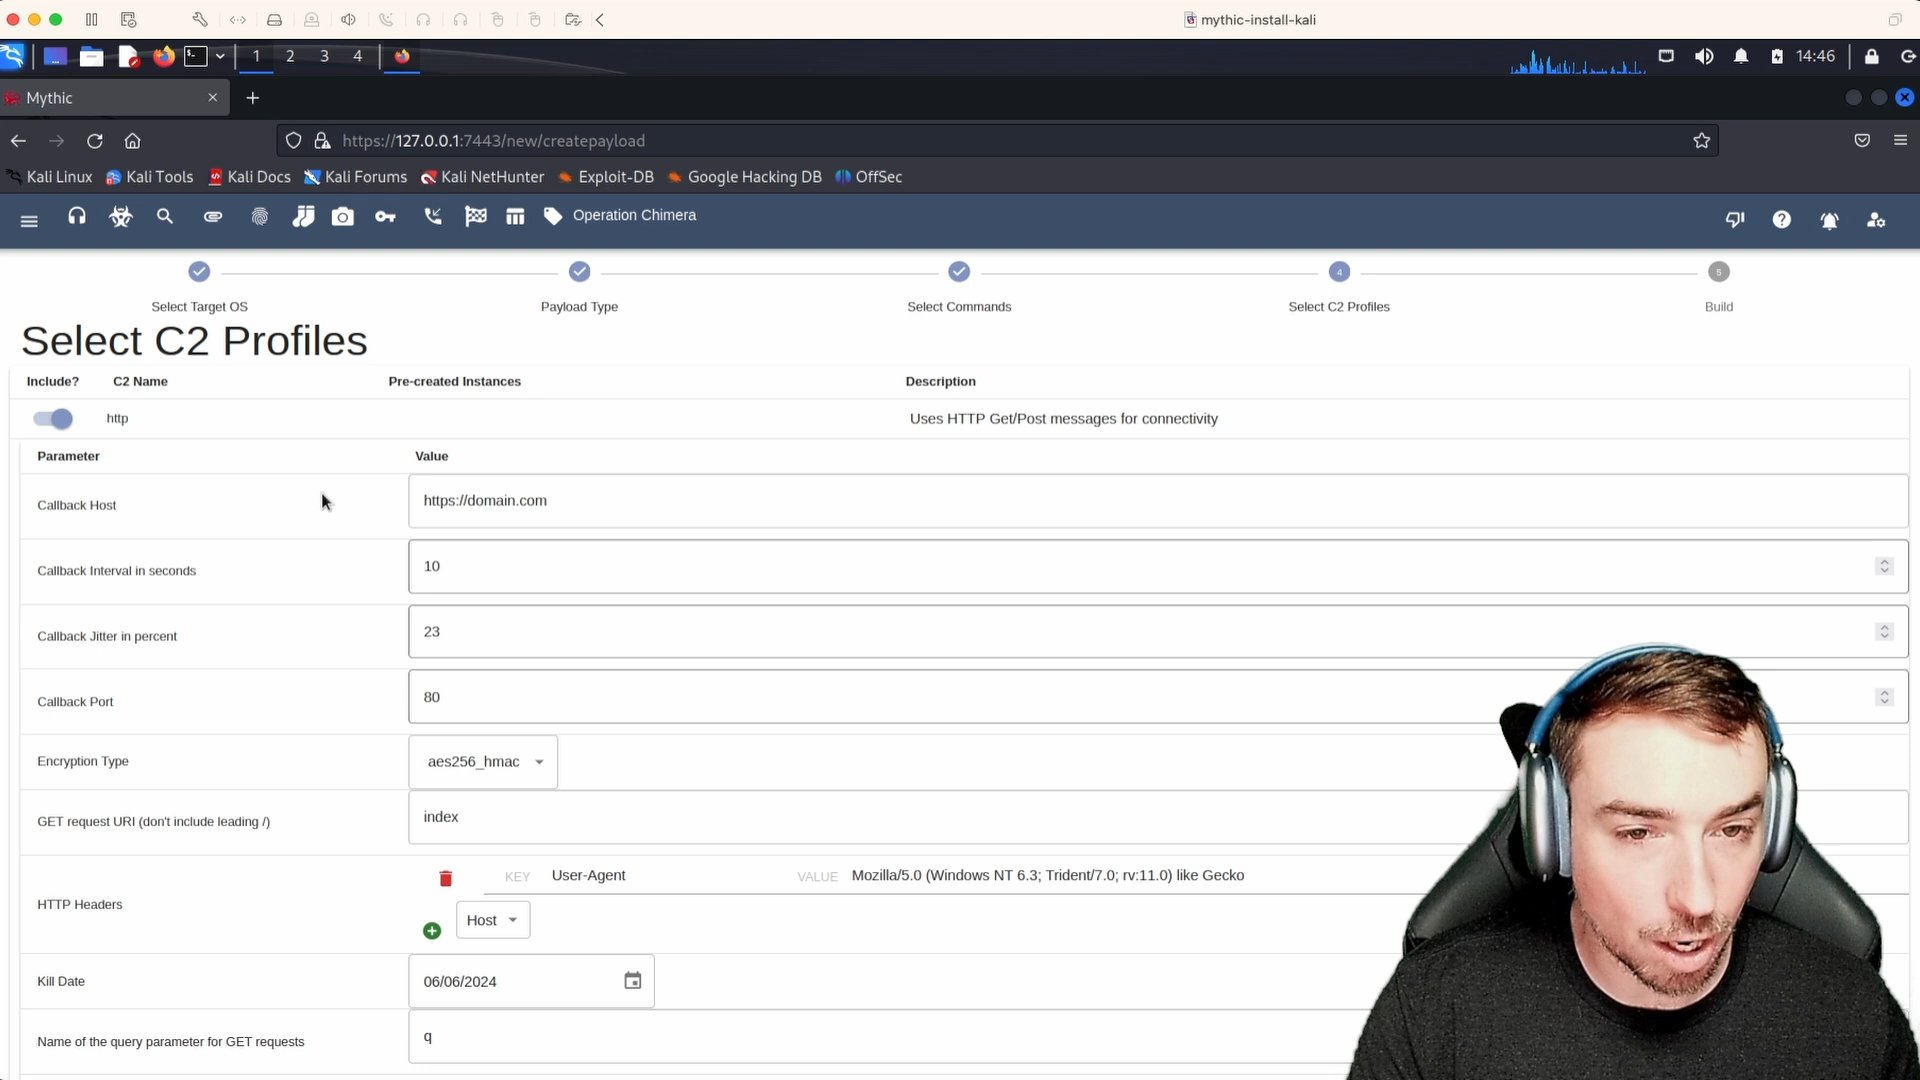 mythic-install-kali
1 2 3 4 14:46
Mythic
https://127.0.0.1:7443/new/createpayload
Kali Linux Kali Tools Kali Docs Kali Forums Kali NetHunter Exploit-DB Google Hacking DB OffSec
Operation Chimera
4 5
Select Target OS Payload Type Select Commands Select C2 Profiles Build
Select C2 Profiles
Include? C2 Name Pre-created Instances Description
http Uses HTTP Get/Post messages for connectivity
Parameter Value
Callback Host https://domain.com
Callback Interval in seconds 10
Callback Jitter in percent 23
Callback Port 80
Encryption Type aes256_hmac
GET request URI (don't include leading /) index
KEY User-Agent VALUE Mozilla/5.0 (Windows NT 6.3; Trident/7.0; rv:11.0) like Gecko
HTTP Headers
Host
Kill Date 06/06/2024
Name of the query parameter for GET requests q